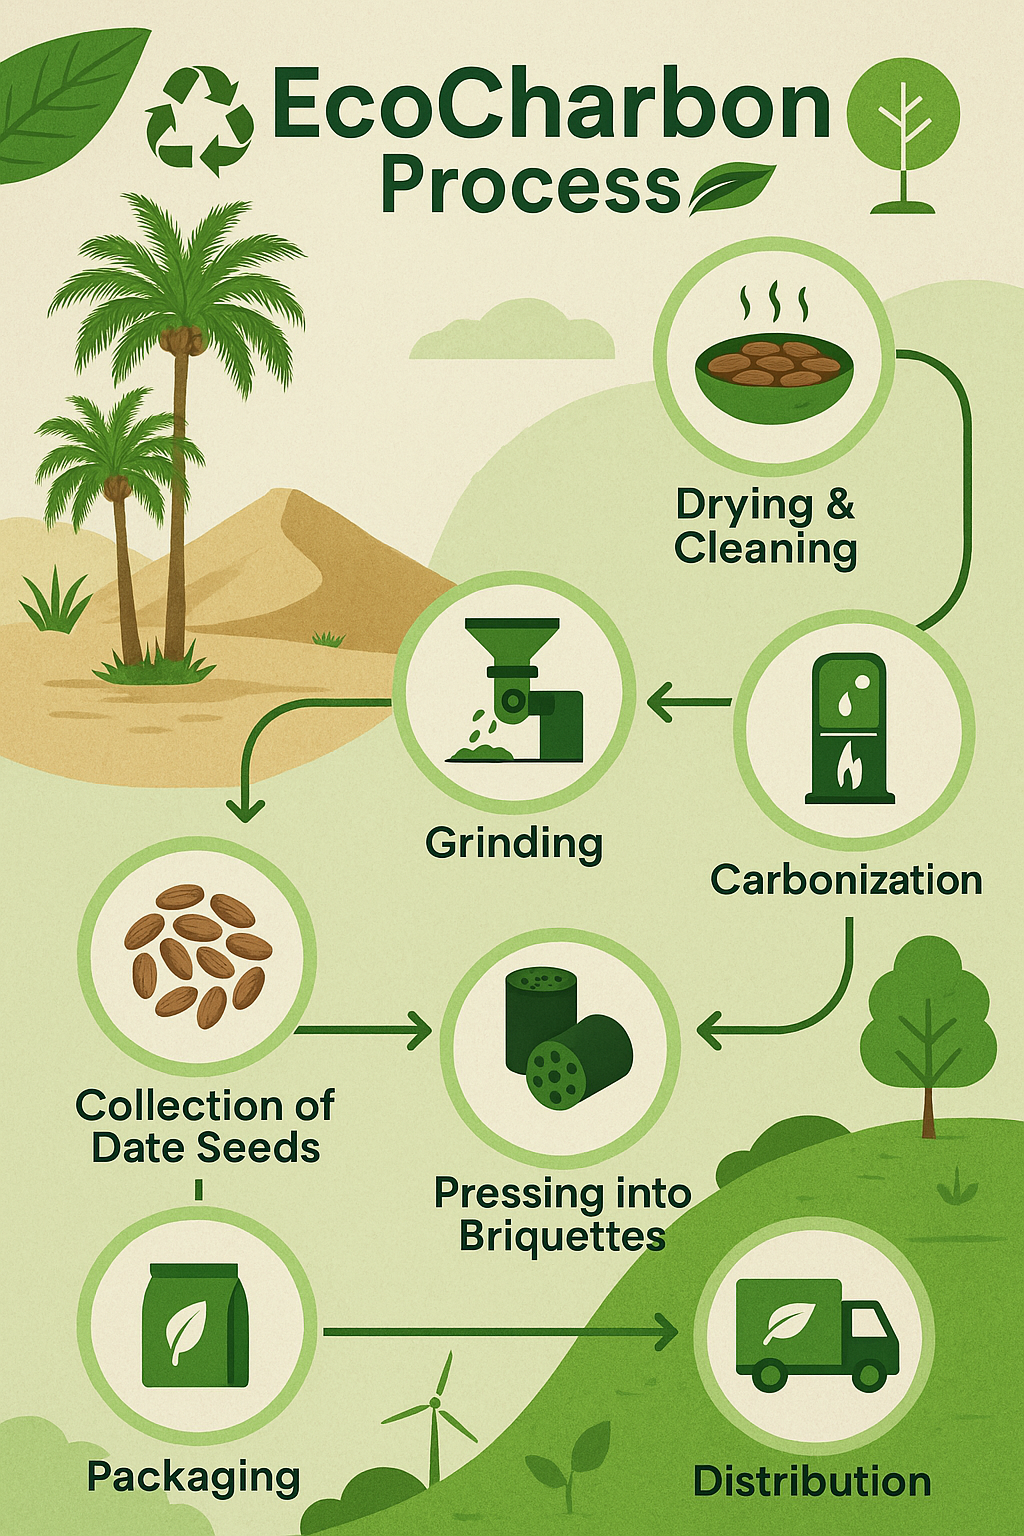 EcoCharbon
Process
Drying &
Cleaning
Grinding
Carbonization
Collection of
Date Seeds
Pressing into
Briquettes
Packaging
Distribution